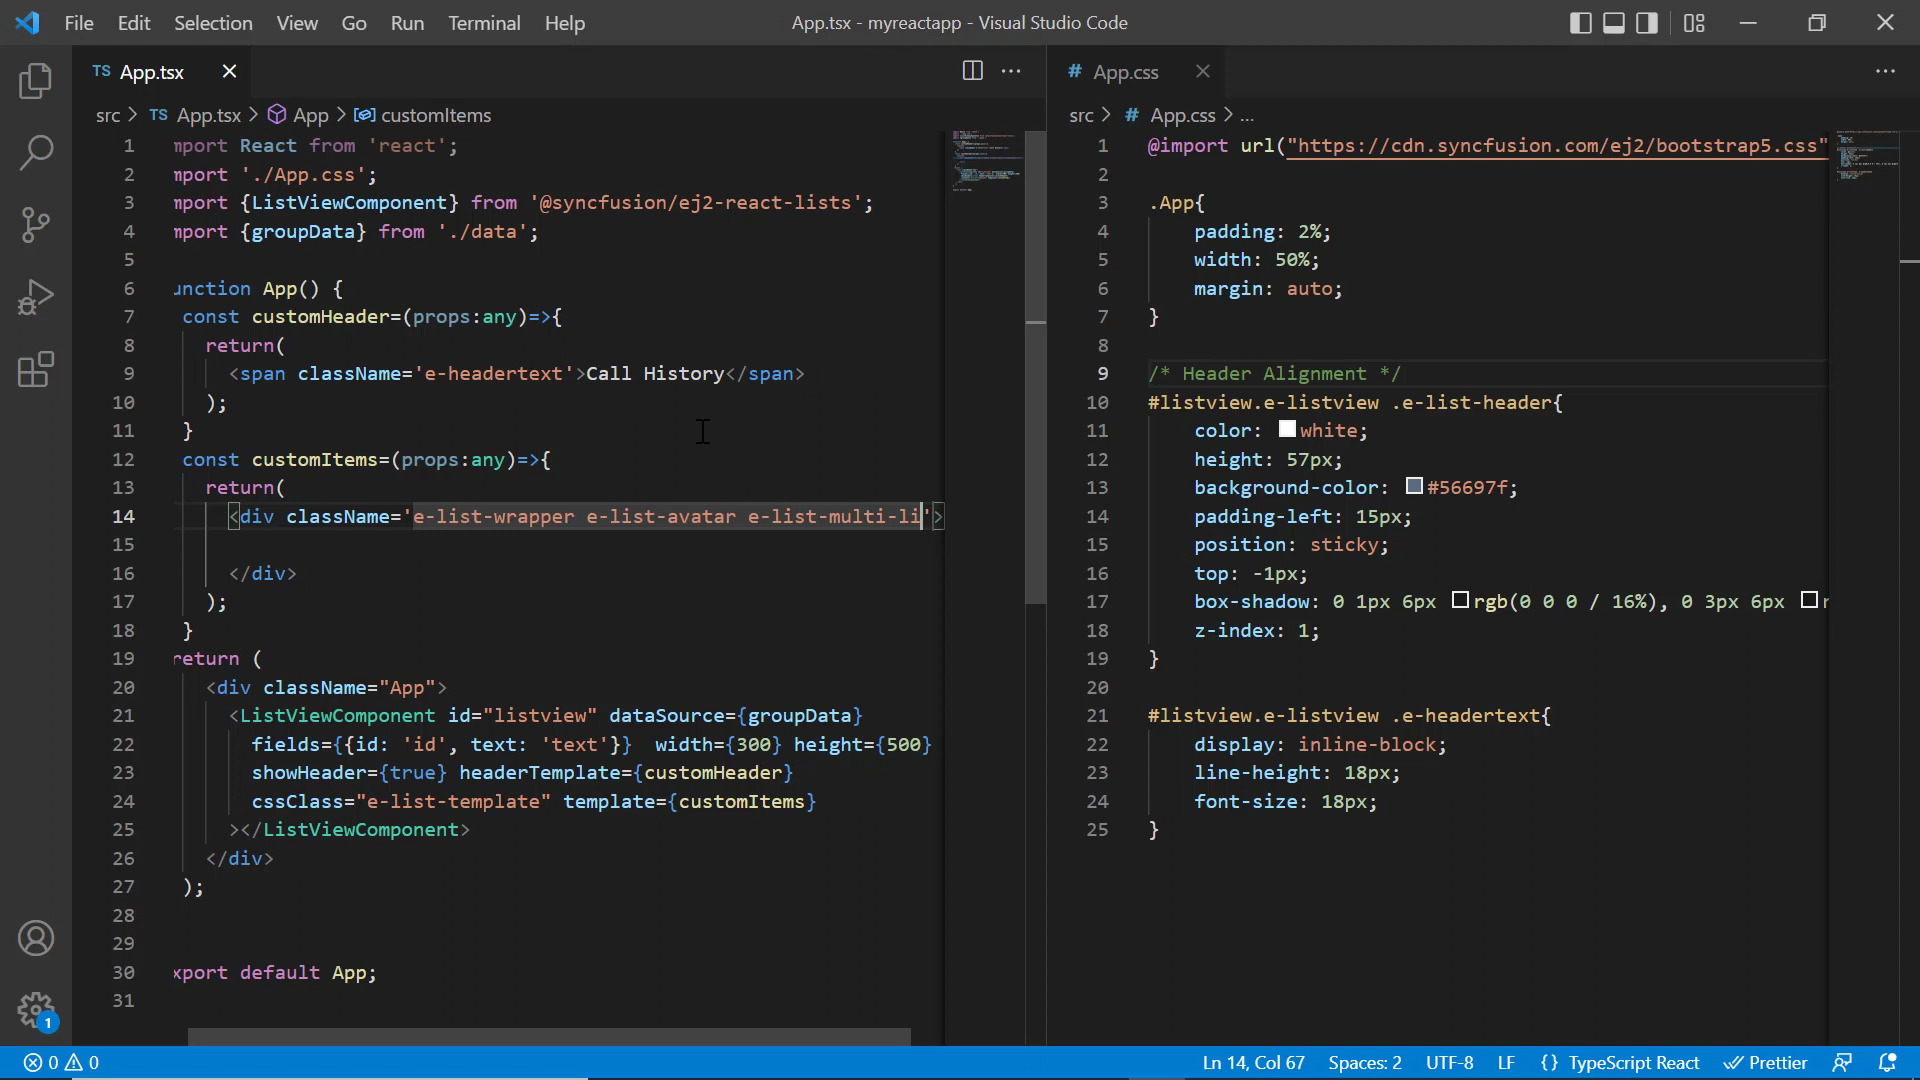 File Edit Selection View Go Run Terminal Help App.tsx - myreactapp - Visual Studio Code
TS App.tsx
# App.css
src > TS App.tsx > App > customItems
src > # App.css > ...
1 mport React from 'react';
2 mport './App.css';
3 mport {ListViewComponent} from '@syncfusion/ej2-react-lists';
4 mport {groupData} from './data';
5
6 unction App() {
7 const customHeader=(props:any)=>{
8 return(
9 <span className='e-headertext'>Call History</span>
10 );
11 }
12 const customItems=(props:any)=>{
13 return(
14 <div className='e-list-wrapper e-list-avatar e-list-multi-li'>
15
16 </div>
17 );
18 }
19 return (
20 <div className="App">
21 <ListViewComponent id="listview" dataSource={groupData}
22 fields={{id: 'id', text: 'text'}} width={300} height={500}
23 showHeader={true} headerTemplate={customHeader}
24 cssClass="e-list-template" template={customItems}
25 ></ListViewComponent>
26 </div>
27 );
28
29
30 xport default App;
31
1 @import url("https://cdn.syncfusion.com/ej2/bootstrap5.css"
2
3 .App{
4 padding: 2%;
5 width: 50%;
6 margin: auto;
7 }
8
9 /* Header Alignment */
10 #listview.e-listview .e-list-header{
11 color: white;
12 height: 57px;
13 background-color: #56697f;
14 padding-left: 15px;
15 position: sticky;
16 top: -1px;
17 box-shadow: 0 1px 6px rgb(0 0 0 / 16%), 0 3px 6px r
18 z-index: 1;
19 }
20
21 #listview.e-listview .e-headertext{
22 display: inline-block;
23 line-height: 18px;
24 font-size: 18px;
25 }
1
0 0 Ln 14, Col 67 Spaces: 2 UTF-8 LF {} TypeScript React Prettier